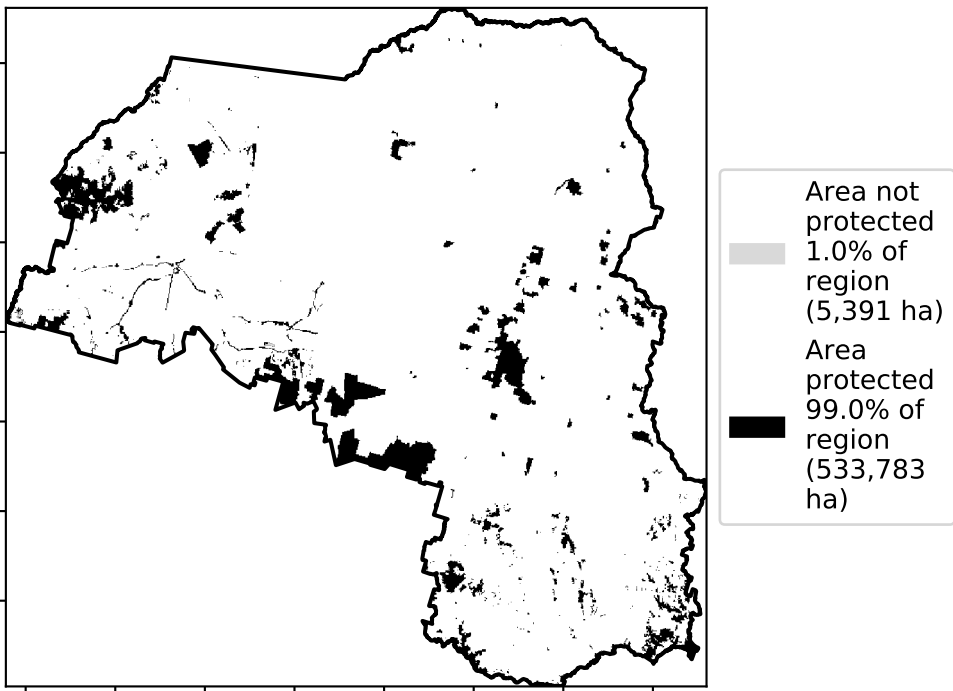 Area not
protected
1.0% of
region
(5,391 ha)
Area
protected
99.0% of
region
(533,783
ha)